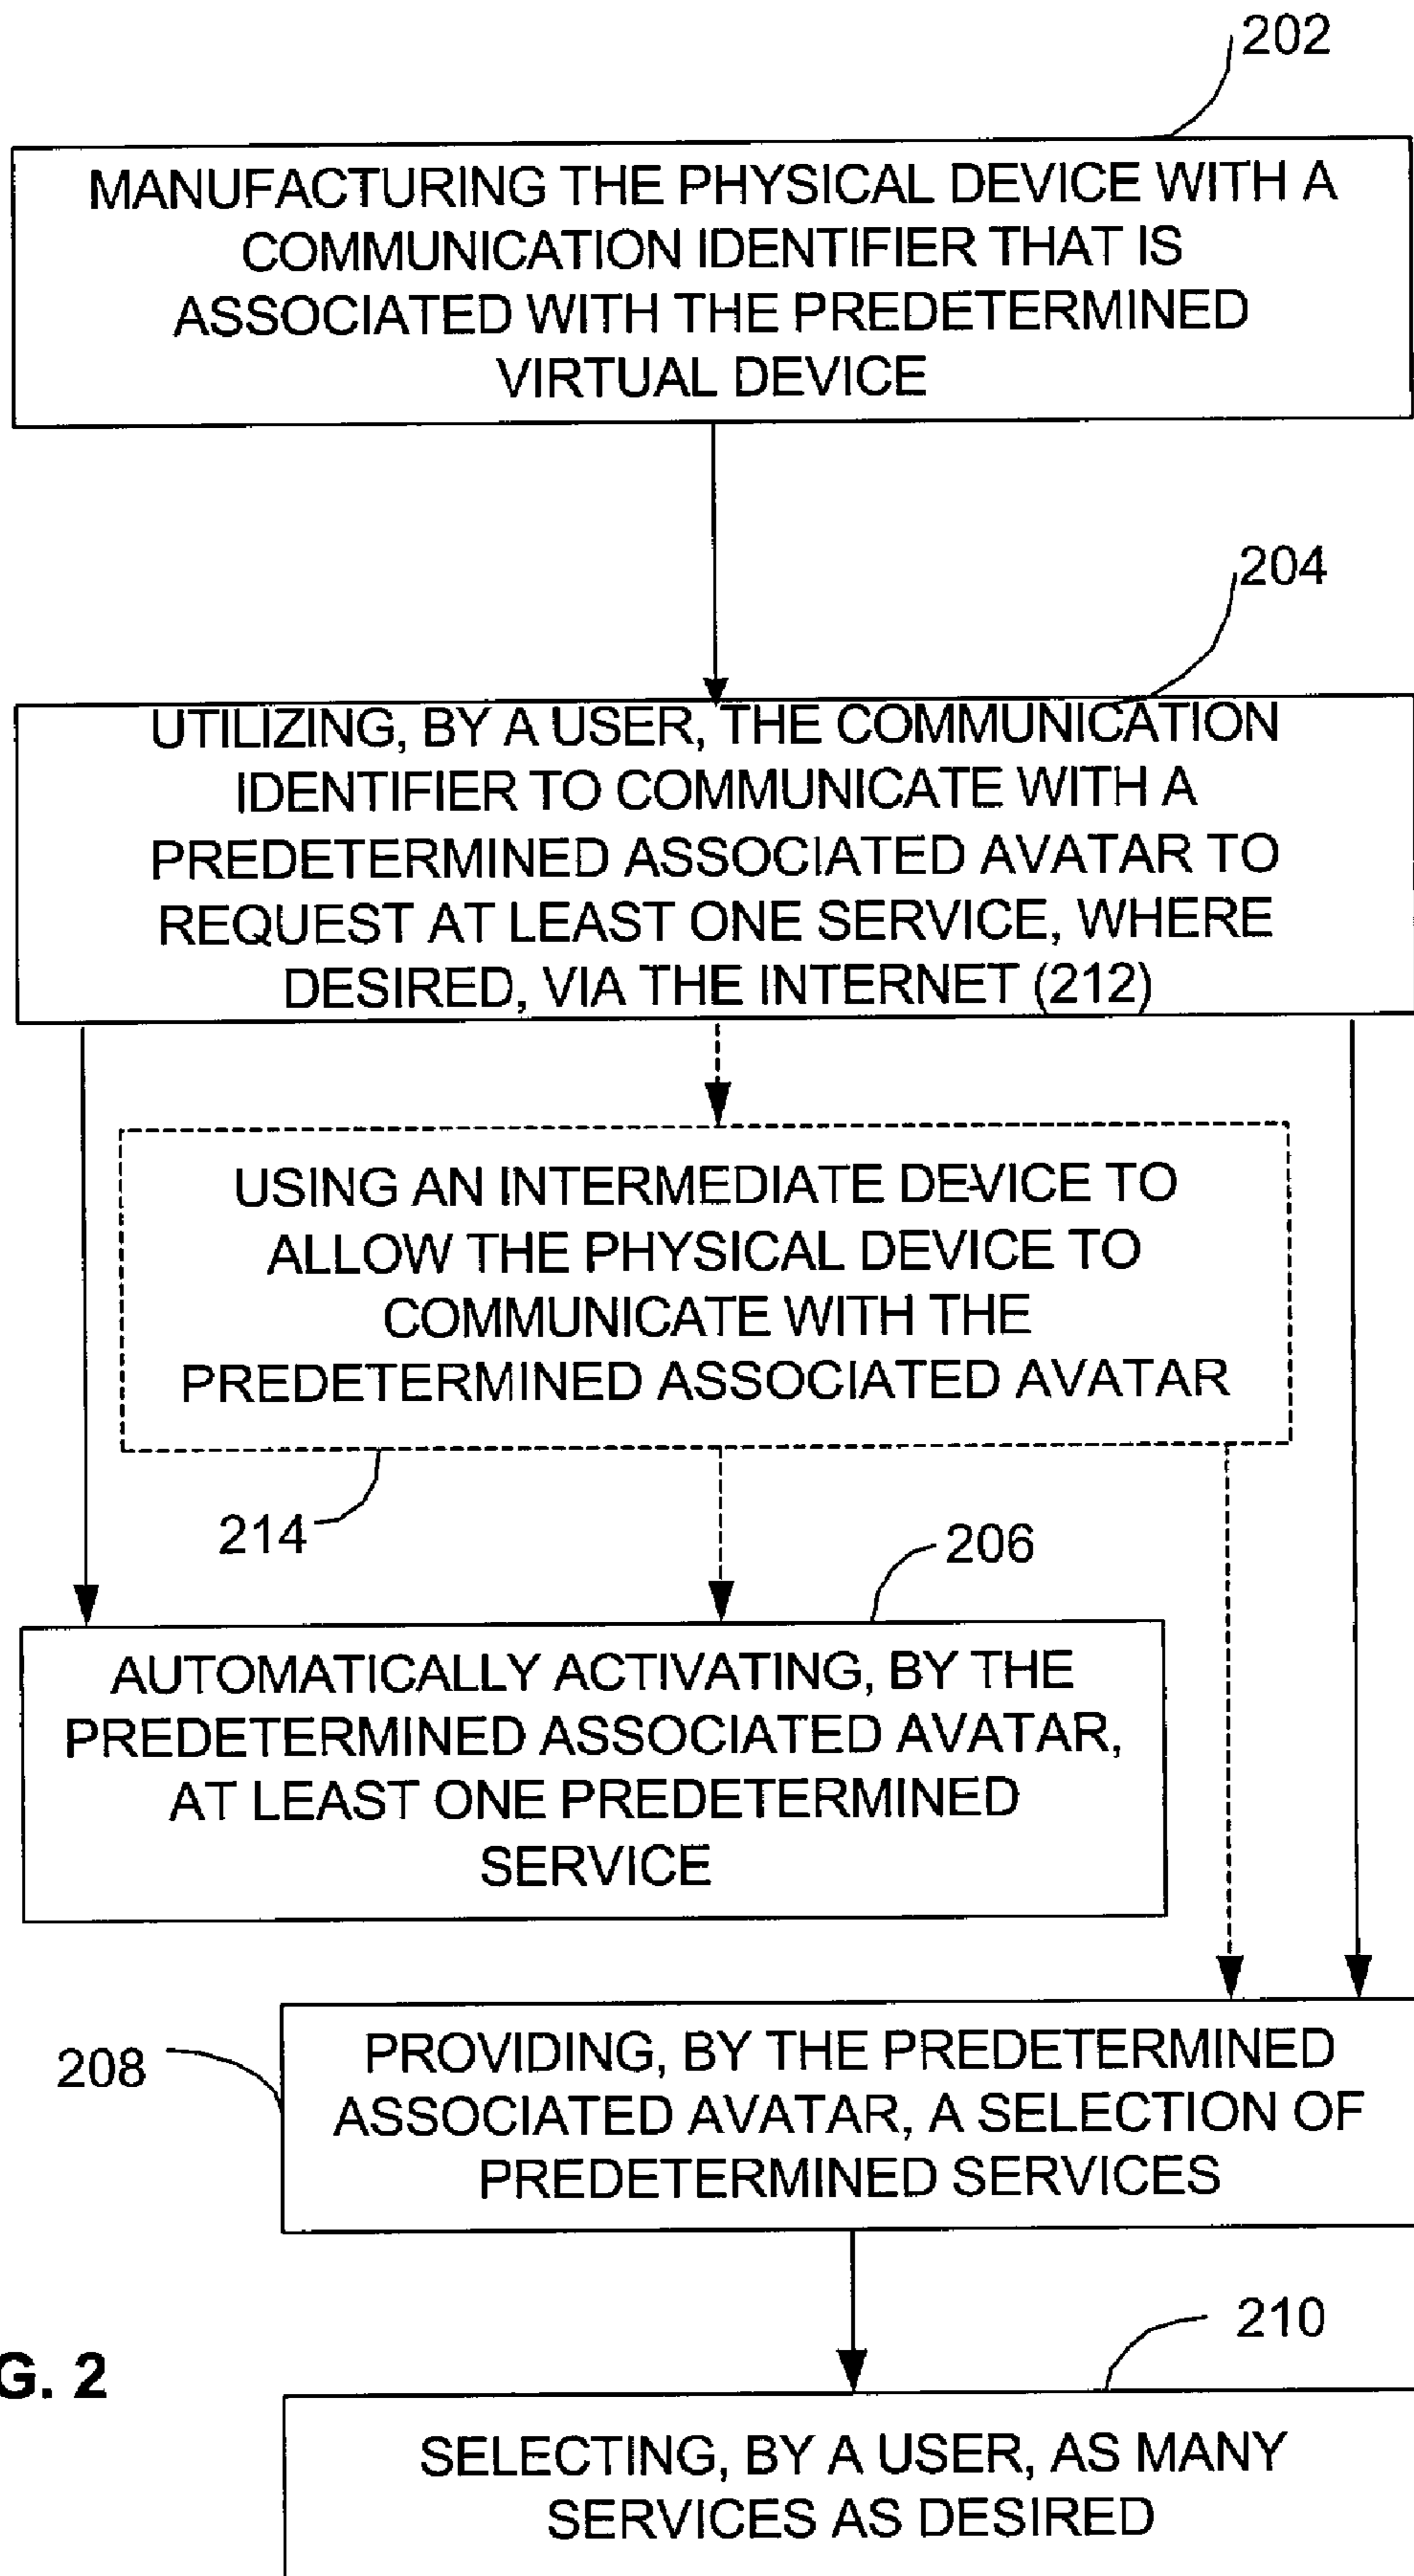 202
MANUFACTURING THE PHYSICAL DEVICE WITH A
COMMUNICATION IDENTIFIER THAT IS
ASSOCIATED WITH THE PREDETERMINED
VIRTUAL DEVICE
204
UTILIZING, BY A USER, THE COMMUNICATION
IDENTIFIER TO COMMUNICATE WITH A
PREDETERMINED ASSOCIATED AVATAR TO
REQUEST AT LEAST ONE SERVICE, WHERE
DESIRED, VIA THE INTERNET (212)
USING AN INTERMEDIATE DEVICE TO
ALLOW THE PHYSICAL DEVICE TO
COMMUNICATE WITH THE
PREDETERMINED ASSOCIATED AVATAR
214
206
AUTOMATICALLY ACTIVATING, BY THE
PREDETERMINED ASSOCIATED AVATAR,
AT LEAST ONE PREDETERMINED
SERVICE
208
PROVIDING, BY THE PREDETERMINED
ASSOCIATED AVATAR, A SELECTION OF
PREDETERMINED SERVICES
210
G. 2
SELECTING, BY A USER, AS MANY
SERVICES AS DESIRED